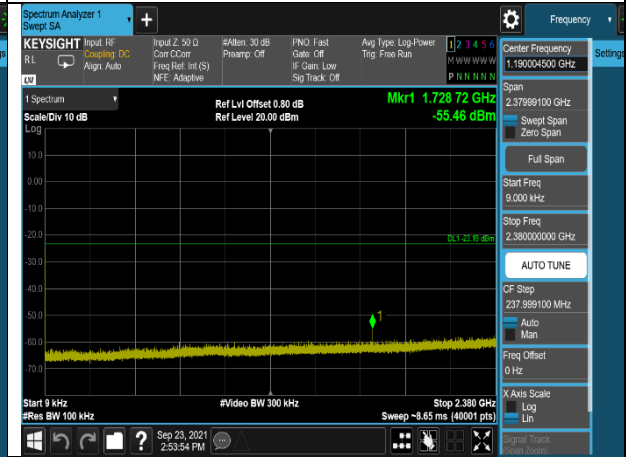 Spectrum Analyzer 1
Swept SA
+
Frequency
KEYSIGHT
RL
Input: RF
Coupling: DC
Align: Auto
Input Z: 50 Ω
Corr CCorr
Freq Ref: Int (S)
NFE: Adaptive
#Atten: 30 dB
Preamp: Off
PNO: Fast
Gate: Off
IF Gain: Low
Sig Track: Off
Avg Type: Log-Power
Trig: Free Run
1 2 3 4 5 6
M W W W W W
P N N N N N
1 Spectrum
Scale/Div 10 dB
Ref Lvl Offset 0.80 dB
Ref Level 20.00 dBm
Mkr1 1.728 72 GHz
-55.46 dBm
Log
10.0
0.00
-10.0
-20.0
-30.0
-40.0
-50.0
-60.0
-70.0
DL1 -23.19 dBm
1
Start 9 kHz
#Res BW 100 kHz
#Video BW 300 kHz
Stop 2.380 GHz
Sweep ~8.65 ms (40001 pts)
Sep 23, 2021
2:53:54 PM
Center Frequency
1.190004500 GHz
Span
2.37999100 GHz
Swept Span
Zero Span
Full Span
Start Freq
9.000 kHz
Stop Freq
2.380000000 GHz
AUTO TUNE
CF Step
237.999100 MHz
Auto
Man
Freq Offset
0 Hz
X Axis Scale
Log
Lin
Signal Track
(Span Zoom)
Settings